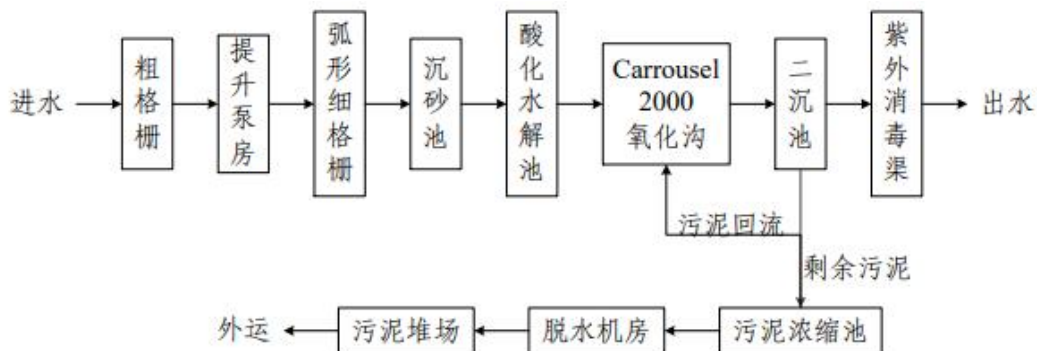 进水
粗格栅
提升泵房
弧形细格栅
沉砂池
酸化水解池
Carrousel
2000
氧化沟
二沉池
紫外消毒渠
出水
污泥回流
剩余污泥
外运
污泥堆场
脱水机房
污泥浓缩池